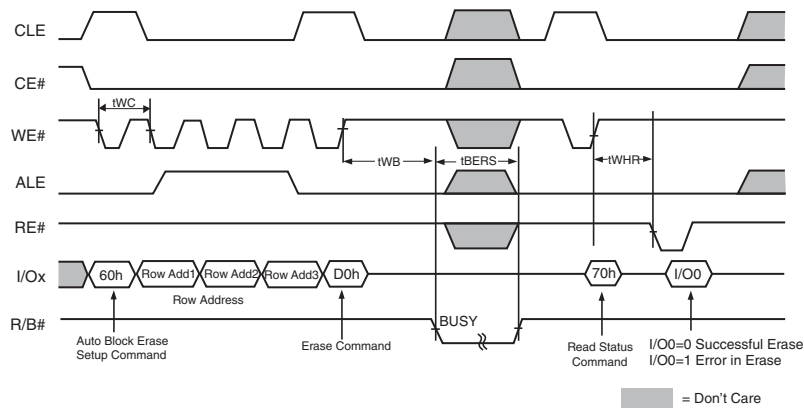 CLE
CE#
tWC
WE#
tWB
tBERS
tWHR
ALE
RE#
I/Ox
60h
Row Add1
Row Add2
Row Add3
D0h
70h
I/O0
Row Address
R/B#
BUSY
Auto Block Erase
Setup Command
Erase Command
Read Status
Command
I/O0=0 Successful Erase
I/O0=1 Error in Erase
= Don't Care